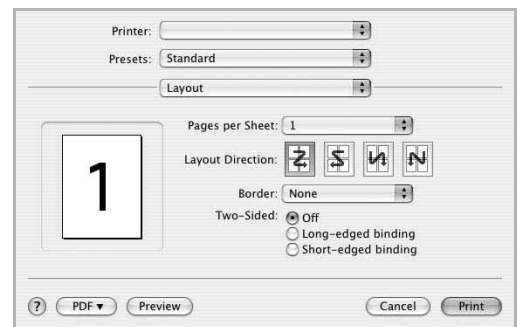 Printer:
Presets: Standard
Layout
Pages per Sheet: 1
Layout Direction:
1
Border: None
Two-Sided: Off
Long-edged binding
Short-edged binding
? PDF ▼ Preview Cancel Print